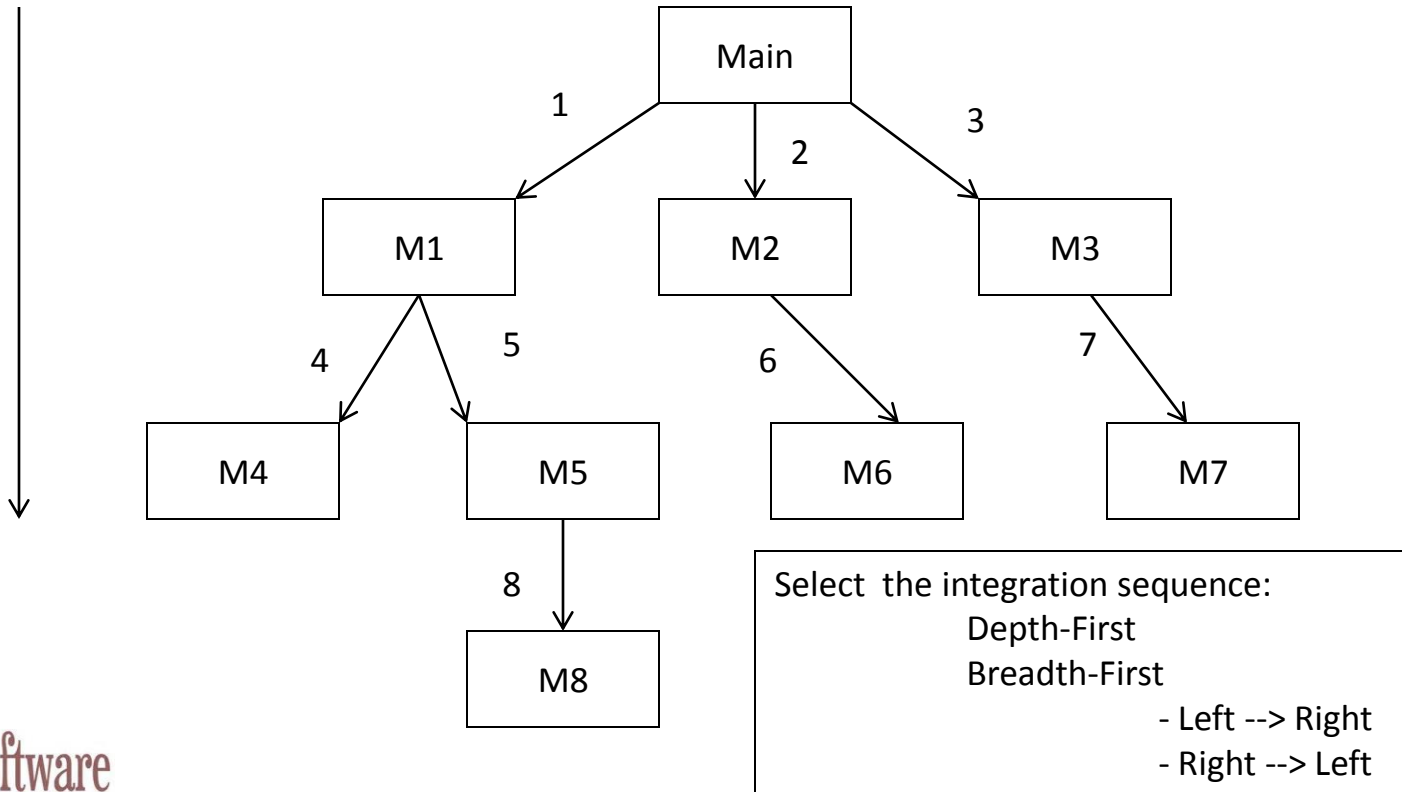 Main
1
2
3
M1
M2
M3
4
5
6
7
M4
M5
M6
M7
8
M8
Select the integration sequence:
Depth-First
Breadth-First
- Left --> Right
- Right --> Left